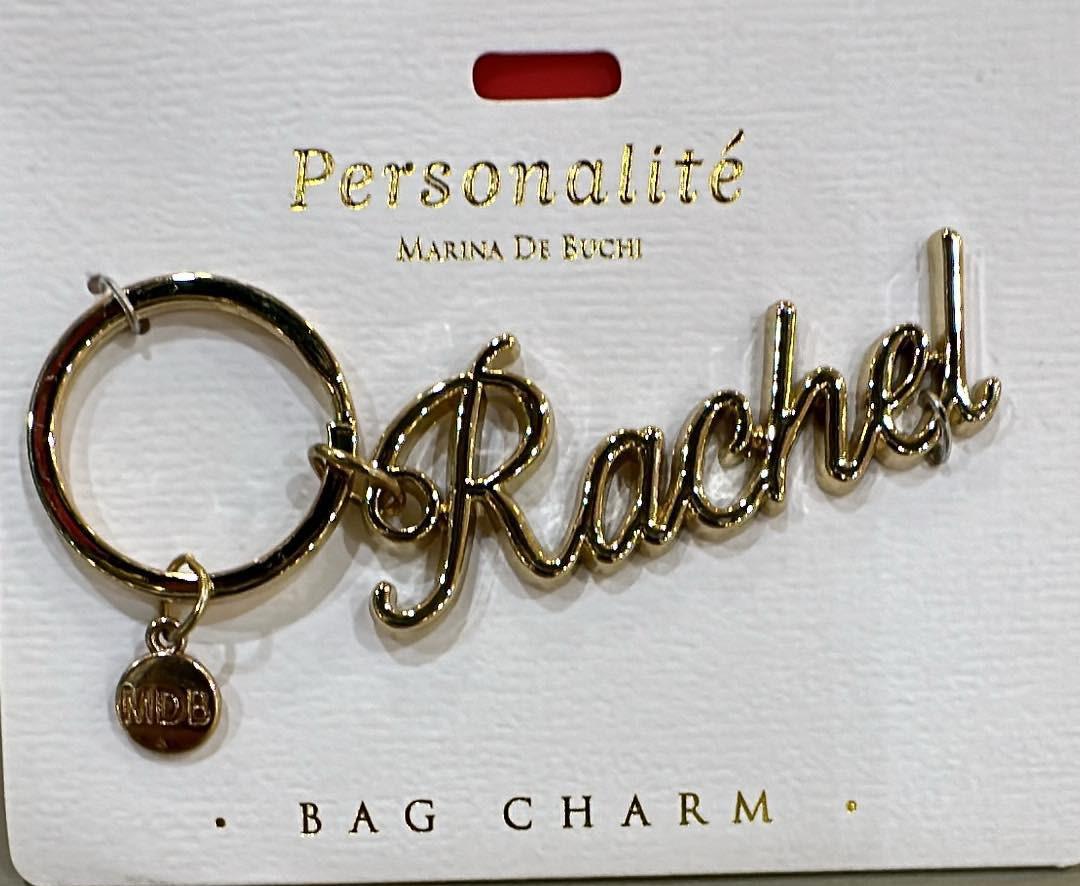 Personalité
MARINA DE BUCHI
Rachel
MDB
• BAG CHARM •